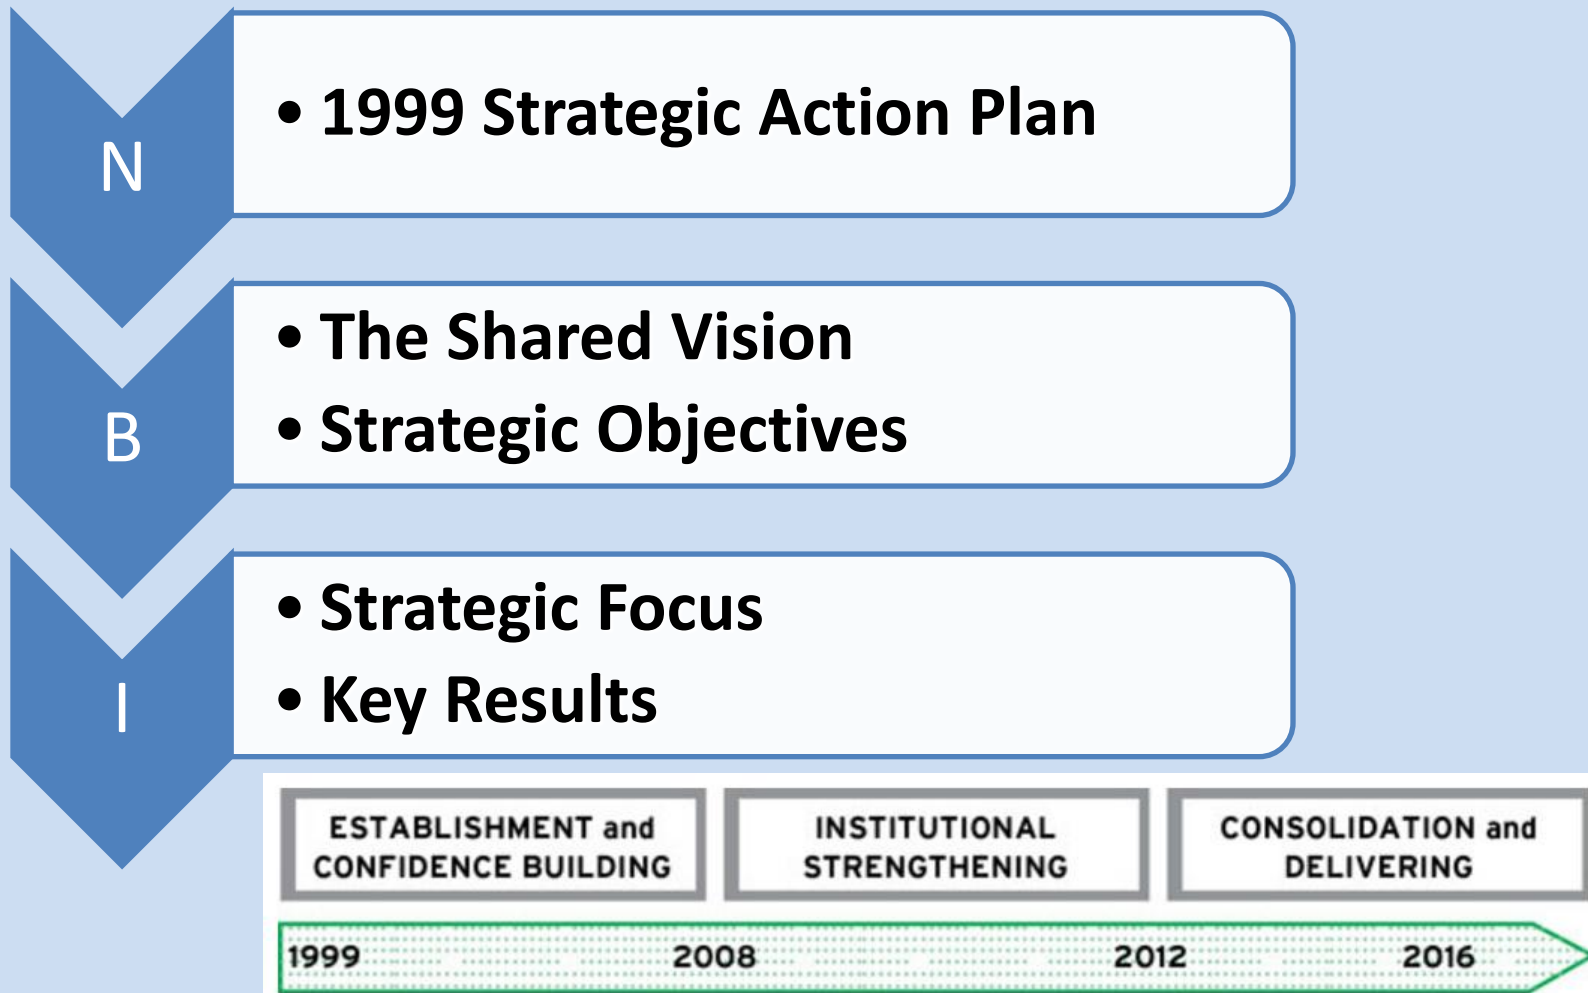 N
• 1999 Strategic Action Plan
B
• The Shared Vision
• Strategic Objectives
I
• Strategic Focus
• Key Results
ESTABLISHMENT and
CONFIDENCE BUILDING
INSTITUTIONAL
STRENGTHENING
CONSOLIDATION and
DELIVERING
1999 2008 2012 2016